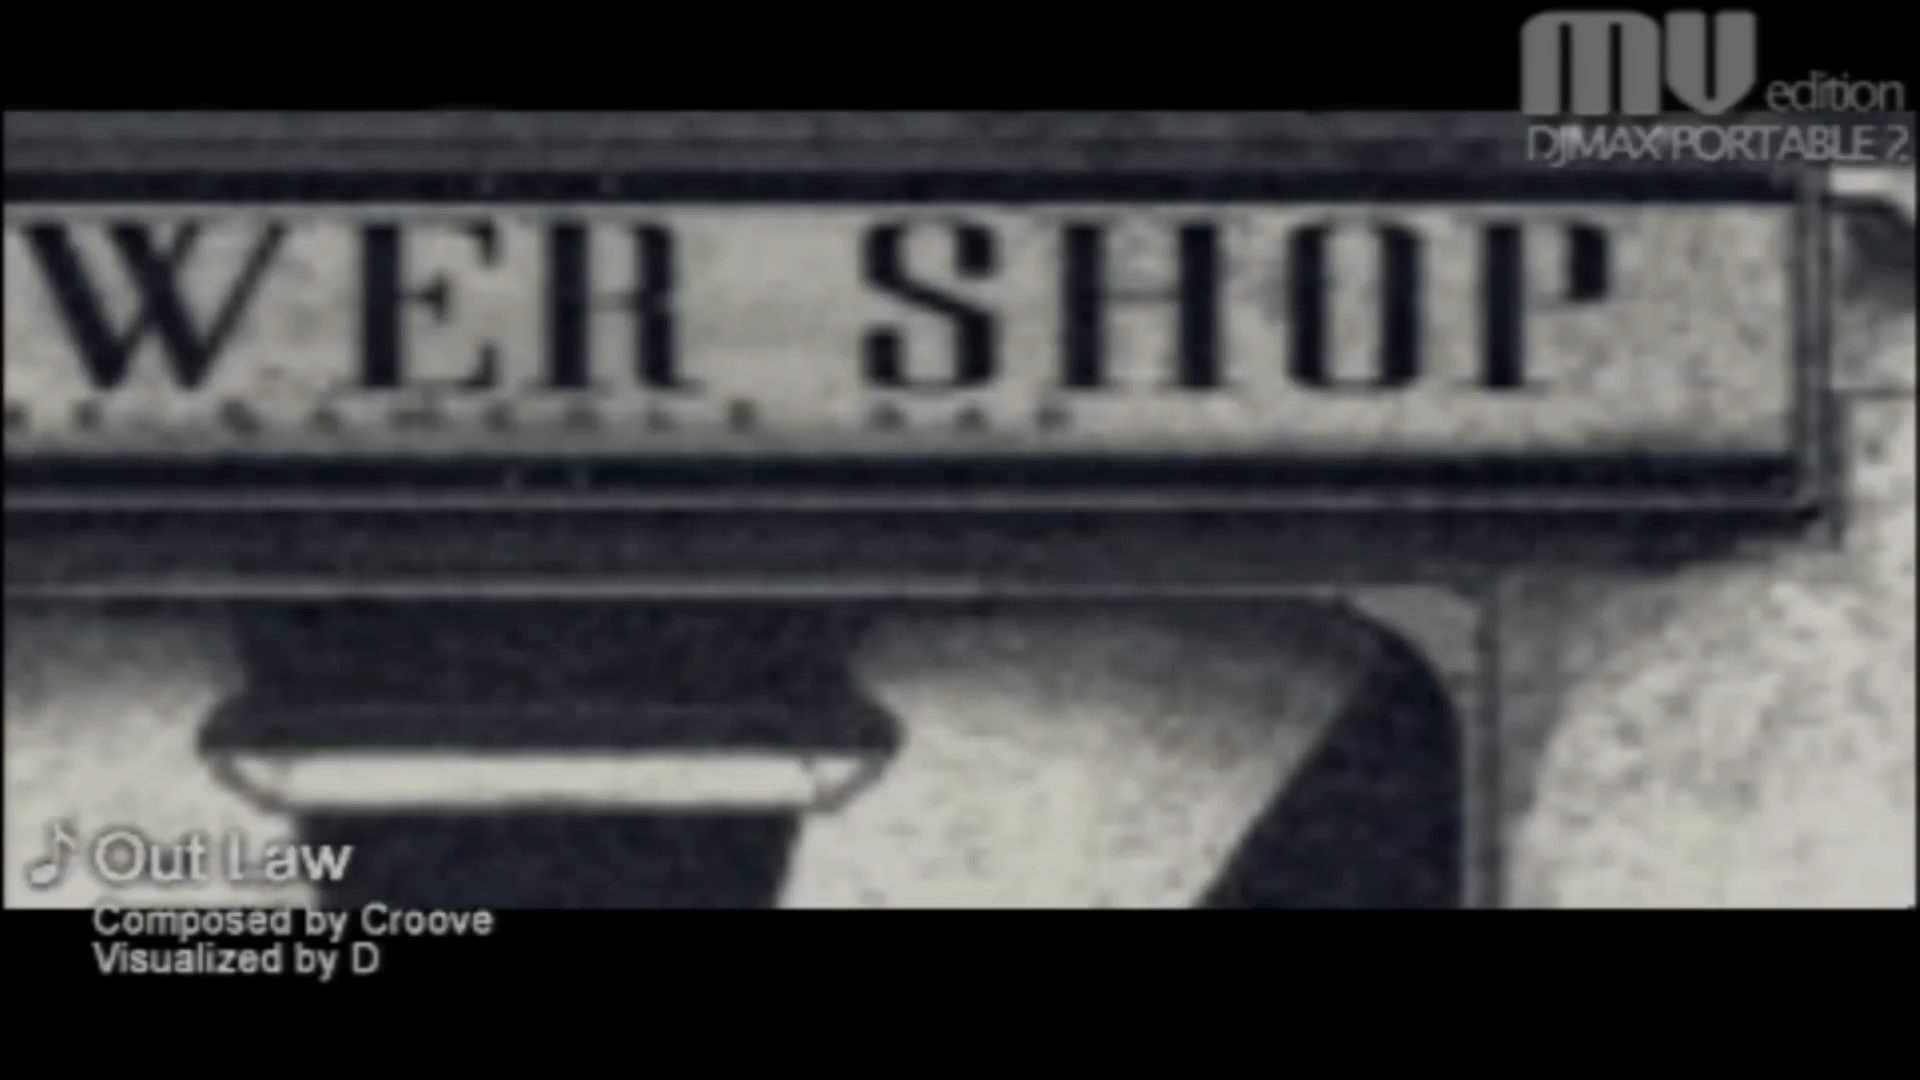 MV edition
DJMAX PORTABLE 2
WER SHOP
Out Law
Composed by Croove
Visualized by D